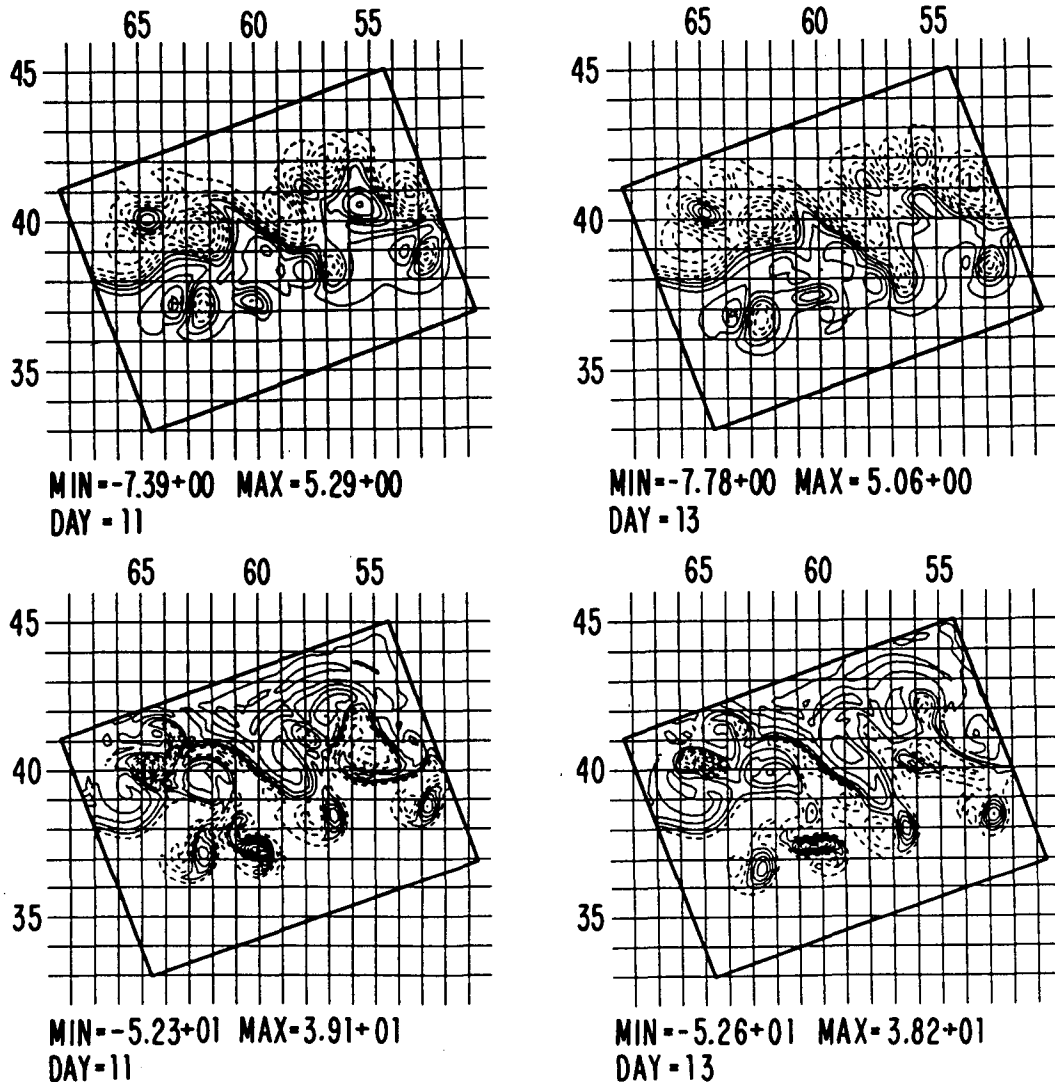 65 60 55
45
40
35
MIN=-7.39+00 MAX=5.29+00
DAY=11
65 60 55
45
40
35
MIN=-7.78+00 MAX=5.06+00
DAY=13
65 60 55
45
40
35
MIN=-5.23+01 MAX=3.91+01
DAY=11
65 60 55
45
40
35
MIN=-5.26+01 MAX=3.82+01
DAY=13